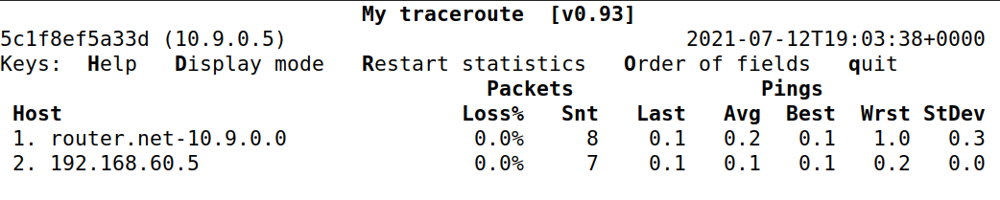 My traceroute  [v0.93]
5c1f8ef5a33d (10.9.0.5)                                2021-07-12T19:03:38+0000
Keys:  Help   Display mode   Restart statistics   Order of fields   quit
                                       Packets               Pings
 Host                                Loss%   Snt   Last   Avg  Best  Wrst StDev
 1. router.net-10.9.0.0               0.0%     8    0.1   0.2   0.1   1.0   0.3
 2. 192.168.60.5                      0.0%     7    0.1   0.1   0.1   0.2   0.0